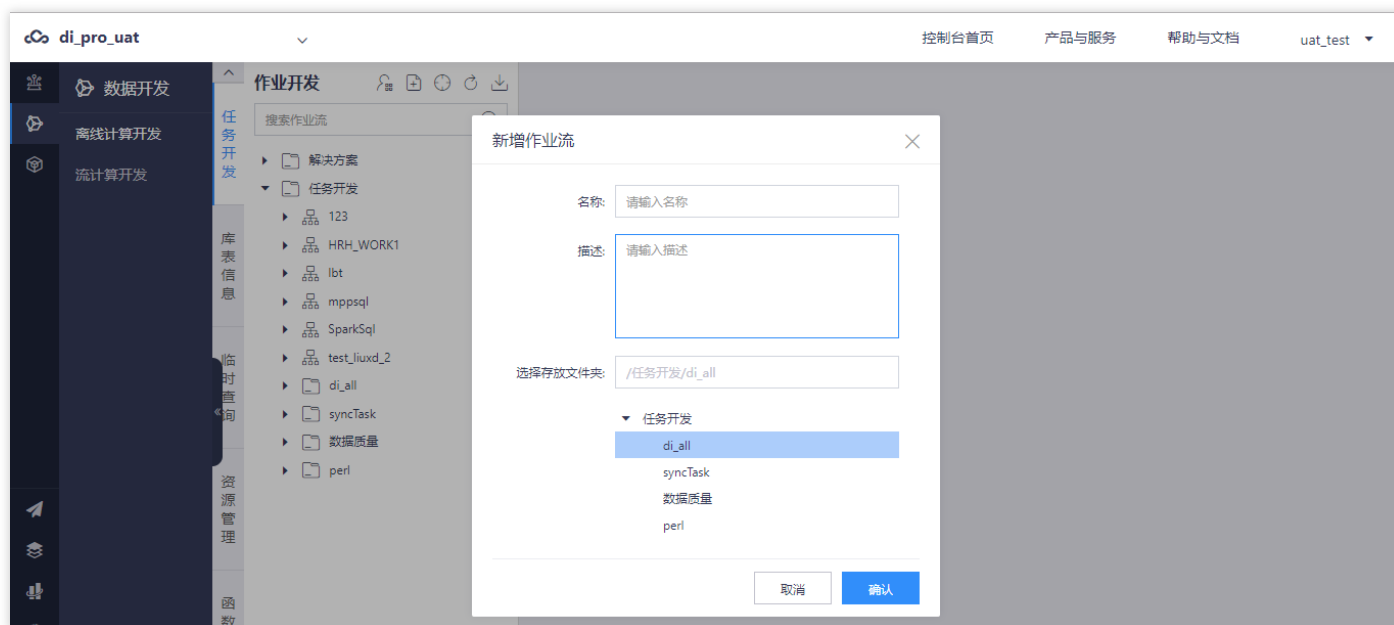 di_pro_uat
控制台首页
产品与服务
帮助与文档
uat_test
数据开发
离线计算开发
流计算开发
任务开发
库表信息
临时查询
资源管理
函数
作业开发
搜索作业流
解决方案
任务开发
123
HRH_WORK1
lbt
mppsql
SparkSql
test_liuxd_2
di_all
syncTask
数据质量
perl
新增作业流
名称:
请输入名称
描述:
请输入描述
选择存放文件夹:
/任务开发/di_all
任务开发
di_all
syncTask
数据质量
perl
取消
确认